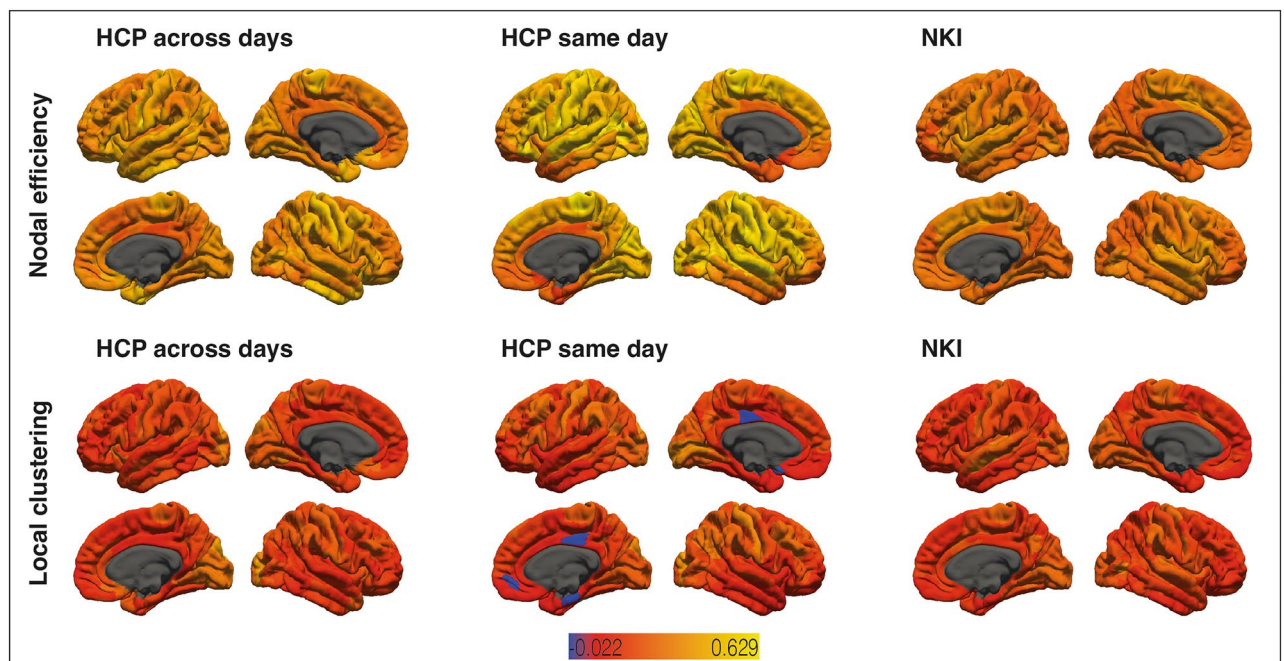 HCP across days
HCP same day
NKI
Nodal efficiency
HCP across days
HCP same day
NKI
Local clustering
-0.022
0.629